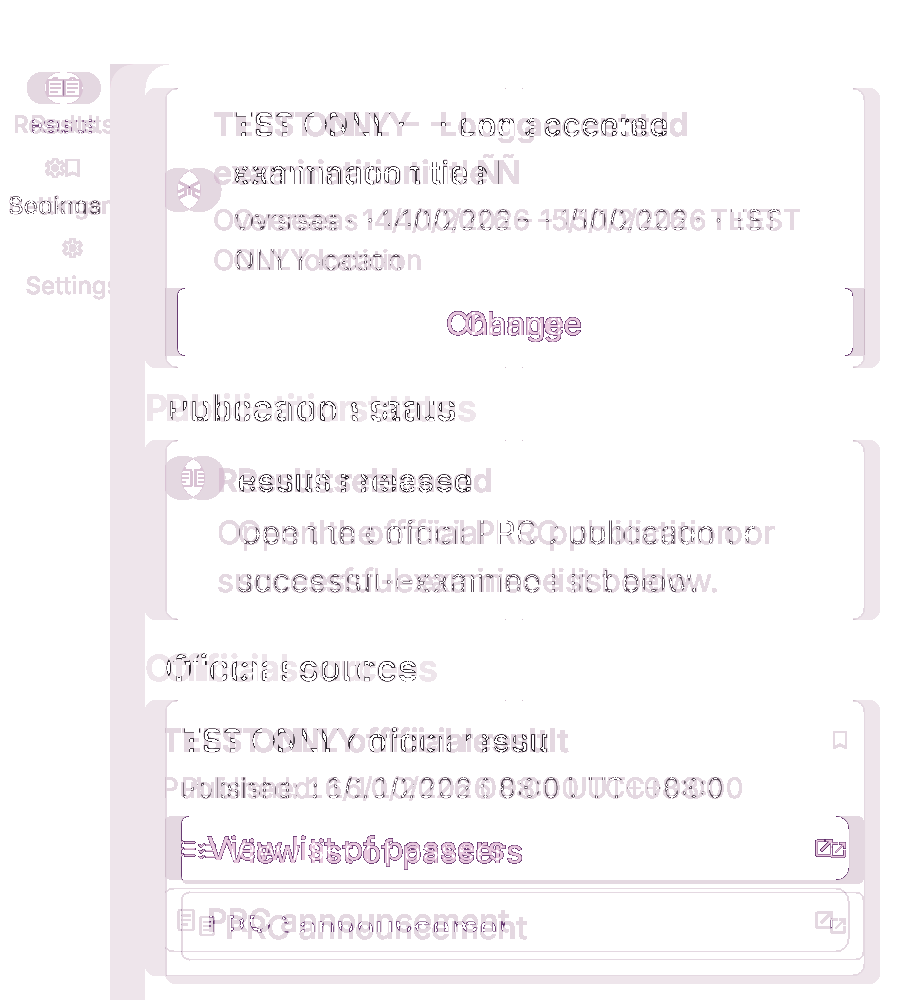 Results
Settings
Settings
TEST ONLY — Long accented
examination title Ñ
Overseas · 14/10/2026 – 15/10/2026 · TEST
ONLY location
Change
Publication status
Results released
Open the official PRC publication or
successful-examinee list below.
Official sources
TEST ONLY official result
Published: 16/10/2026 08:00 UTC+08:00
View list of passers
PRC announcement